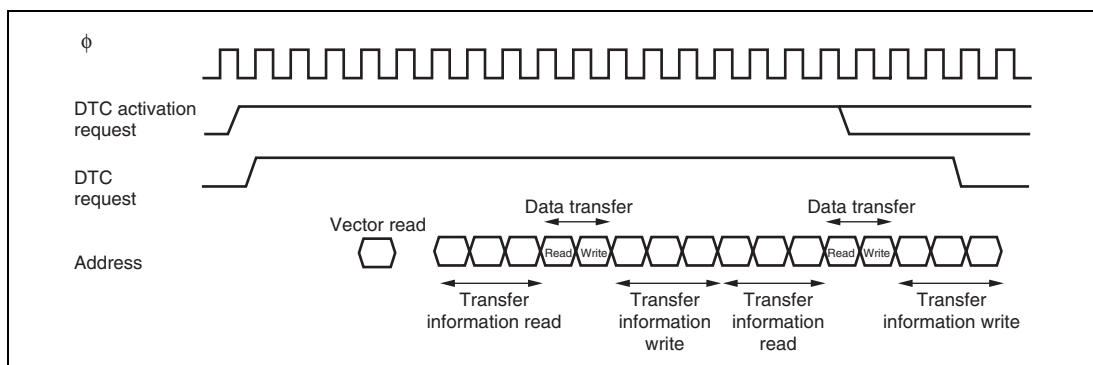 ϕ
DTC activation
request
DTC
request
Data transfer
Data transfer
Vector read
Read
Write
Read
Write
Address
Transfer
information read
Transfer
information
write
Transfer
information
read
Transfer
information write